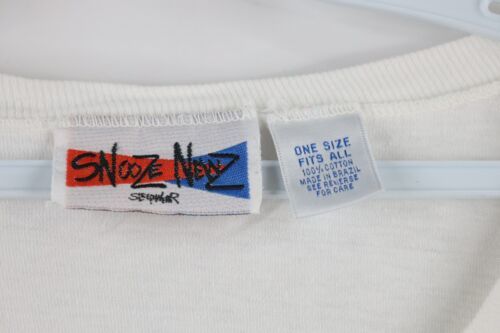 SNOOZE NEWZ
ONE SIZE
FITS ALL
100% COTTON
MADE IN BRAZIL
SEE REVERSE
FOR CARE